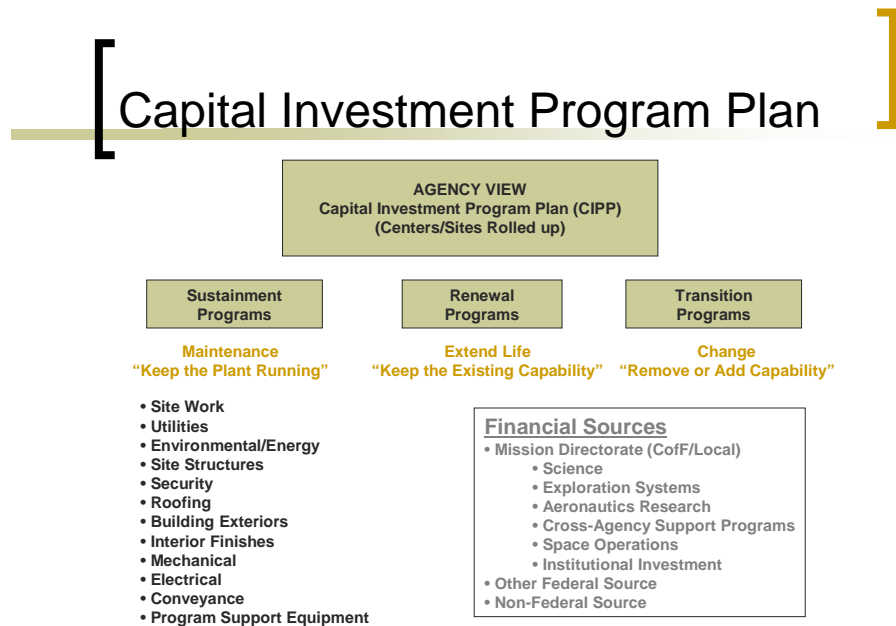 Capital Investment Program Plan
AGENCY VIEW
Capital Investment Program Plan (CIPP)
(Centers/Sites Rolled up)
Sustainment
Programs
Renewal
Programs
Transition
Programs
Maintenance
“Keep the Plant Running”
Extend Life
“Keep the Existing Capability”
Change
“Remove or Add Capability”
• Site Work
• Utilities
• Environmental/Energy
• Site Structures
• Security
• Roofing
• Building Exteriors
• Interior Finishes
• Mechanical
• Electrical
• Conveyance
• Program Support Equipment
Financial Sources
• Mission Directorate (CofF/Local)
• Science
• Exploration Systems
• Aeronautics Research
• Cross-Agency Support Programs
• Space Operations
• Institutional Investment
• Other Federal Source
• Non-Federal Source